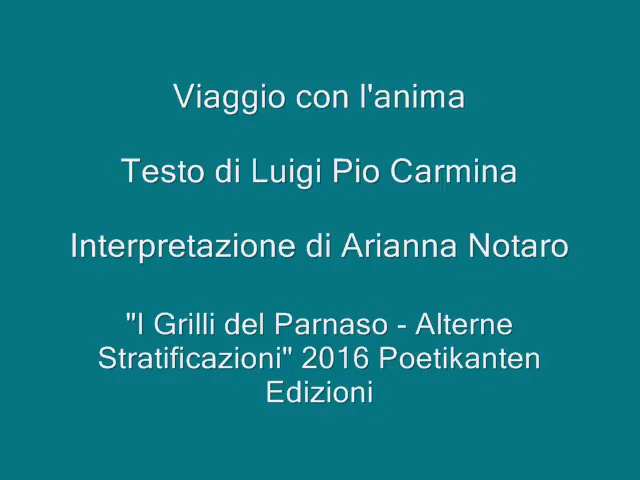 Viaggio con l'anima
Testo di Luigi Pio Carmina
Interpretazione di Arianna Notaro
"I Grilli del Parnaso - Alterne
Stratificazioni" 2016 Poetikanten
Edizioni